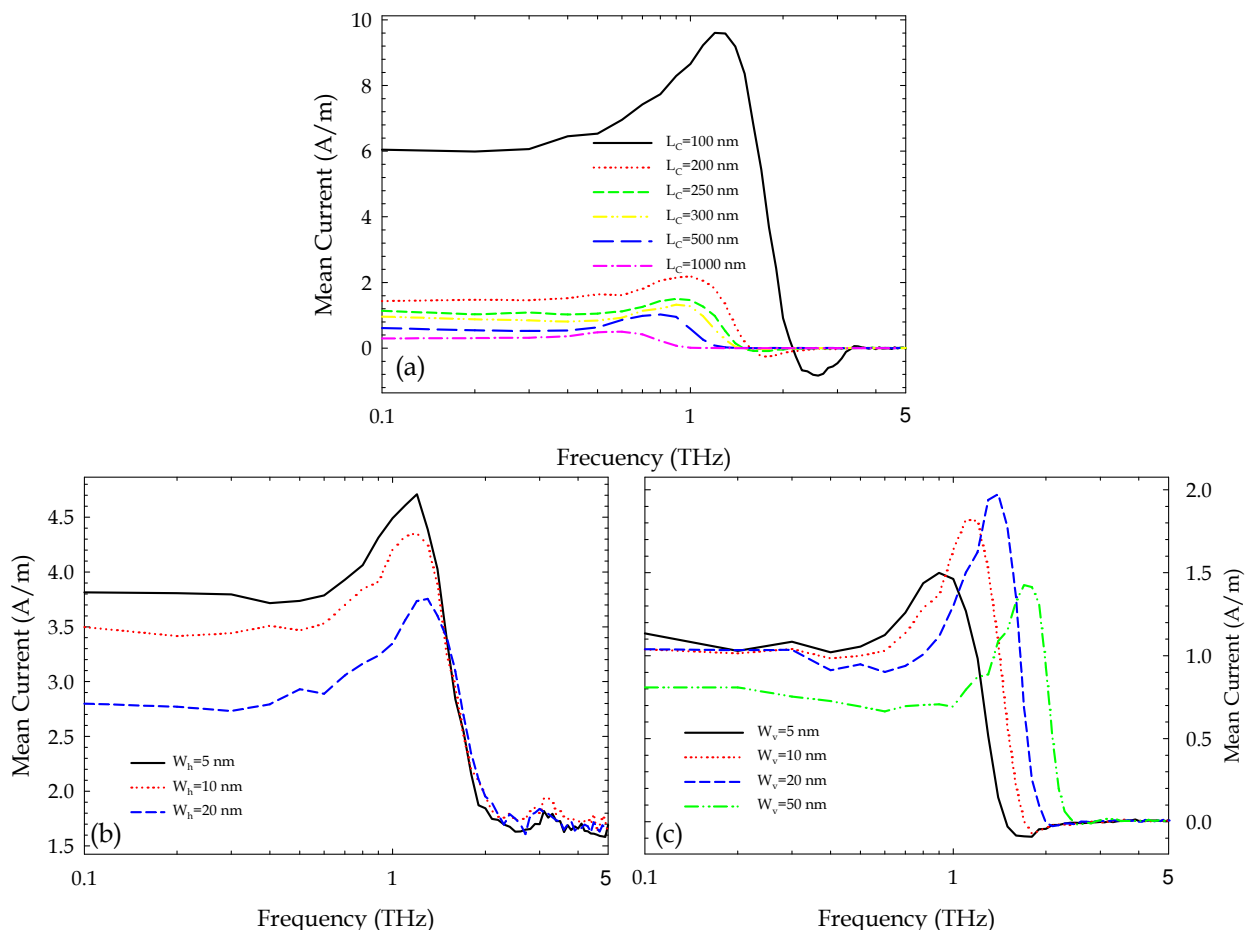 10
8
6
4
2
0
Mean Current (A/m)
L_C=100 nm
L_C=200 nm
L_C=250 nm
L_C=300 nm
L_C=500 nm
L_C=1000 nm
(a)
0.1
1
5
Frecuency (THz)
4.5
4.0
3.5
3.0
2.5
2.0
1.5
Mean Current (A/m)
W_h=5 nm
W_h=10 nm
W_h=20 nm
(b)
0.1
1
5
Frequency (THz)
W_v=5 nm
W_v=10 nm
W_v=20 nm
W_v=50 nm
(c)
2.0
1.5
1.0
0.5
0.0
Mean Current (A/m)
0.1
1
5
Frequency (THz)